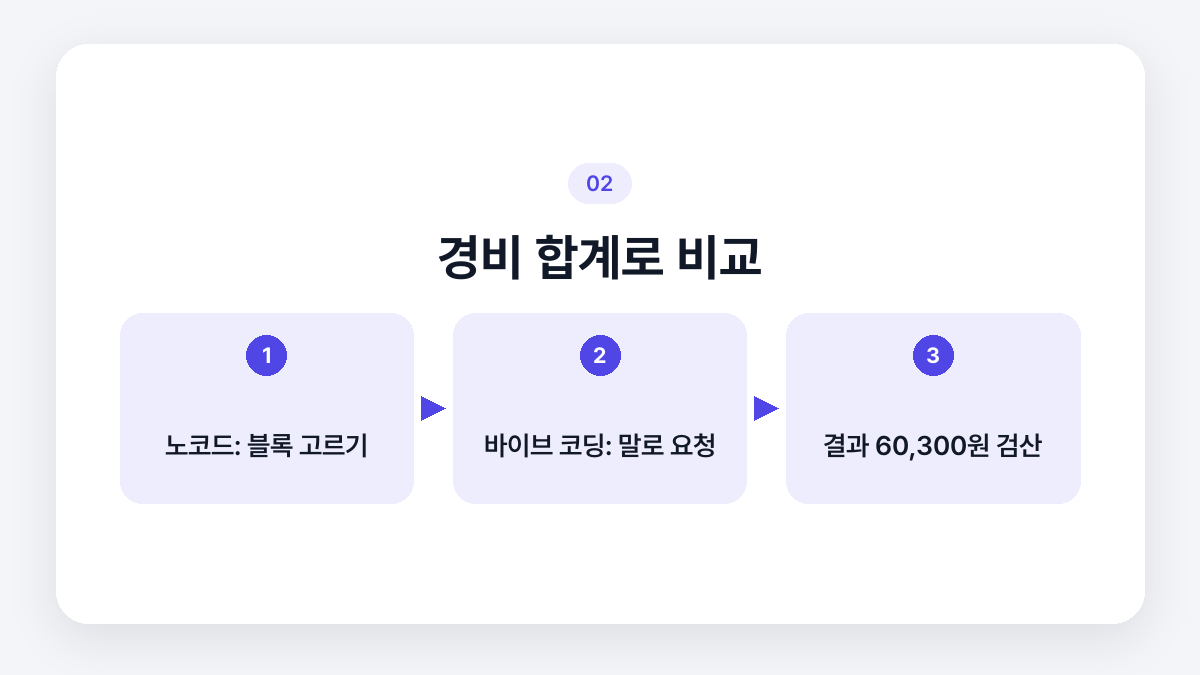 02
경비 합계로 비교
1
노코드: 블록 고르기
2
바이브 코딩: 말로 요청
3
결과 60,300원 검산